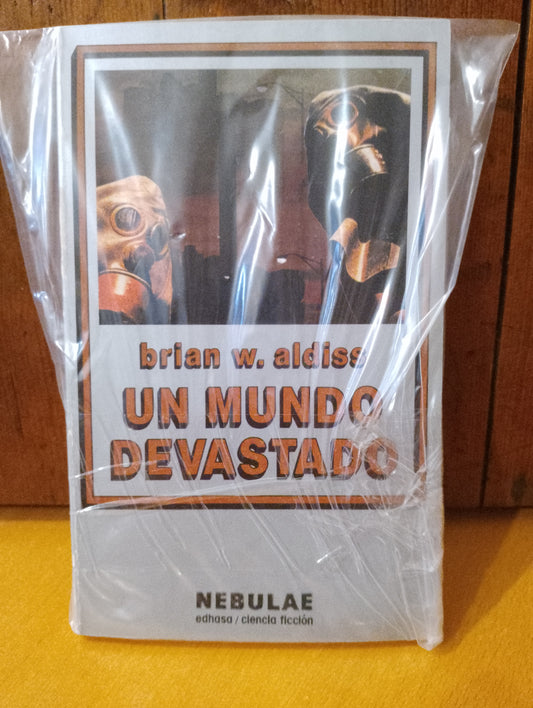 brian w. aldiss
UN MUNDO
DEVASTADO
NEBULAE
edhasa / ciencia ficción